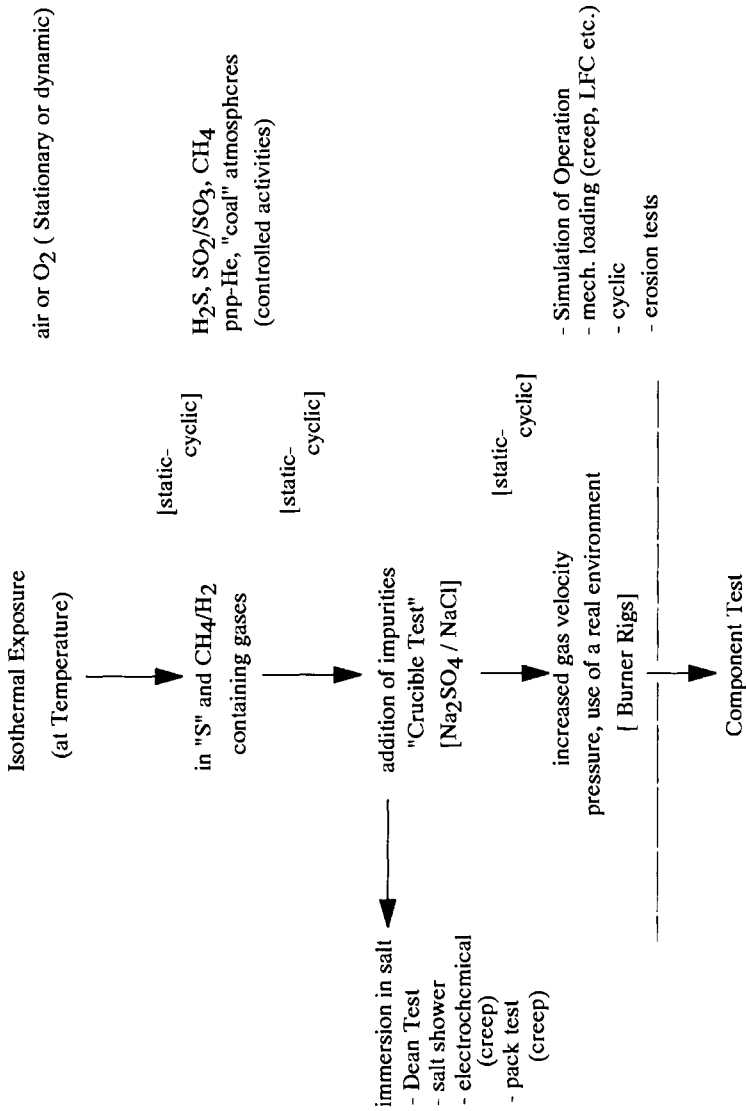 Isothermal Exposure
(at Temperature)
air or O2 ( Stationary or dynamic)
[static-
cyclic]
in "S" and CH4/H2
containing gases
H2S, SO2/SO3, CH4
pnp-He, "coal" atmospheres
(controlled activities)
[static-
cyclic]
immersion in salt
- Dean Test
- salt shower
- electrochemical
(creep)
- pack test
(creep)
addition of impurities
"Crucible Test"
[Na2SO4 / NaCl]
[static-
cyclic]
increased gas velocity
pressure, use of a real environment
[ Burner Rigs]
- Simulation of Operation
- mech. loading (creep, LFC etc.)
- cyclic
- erosion tests
Component Test